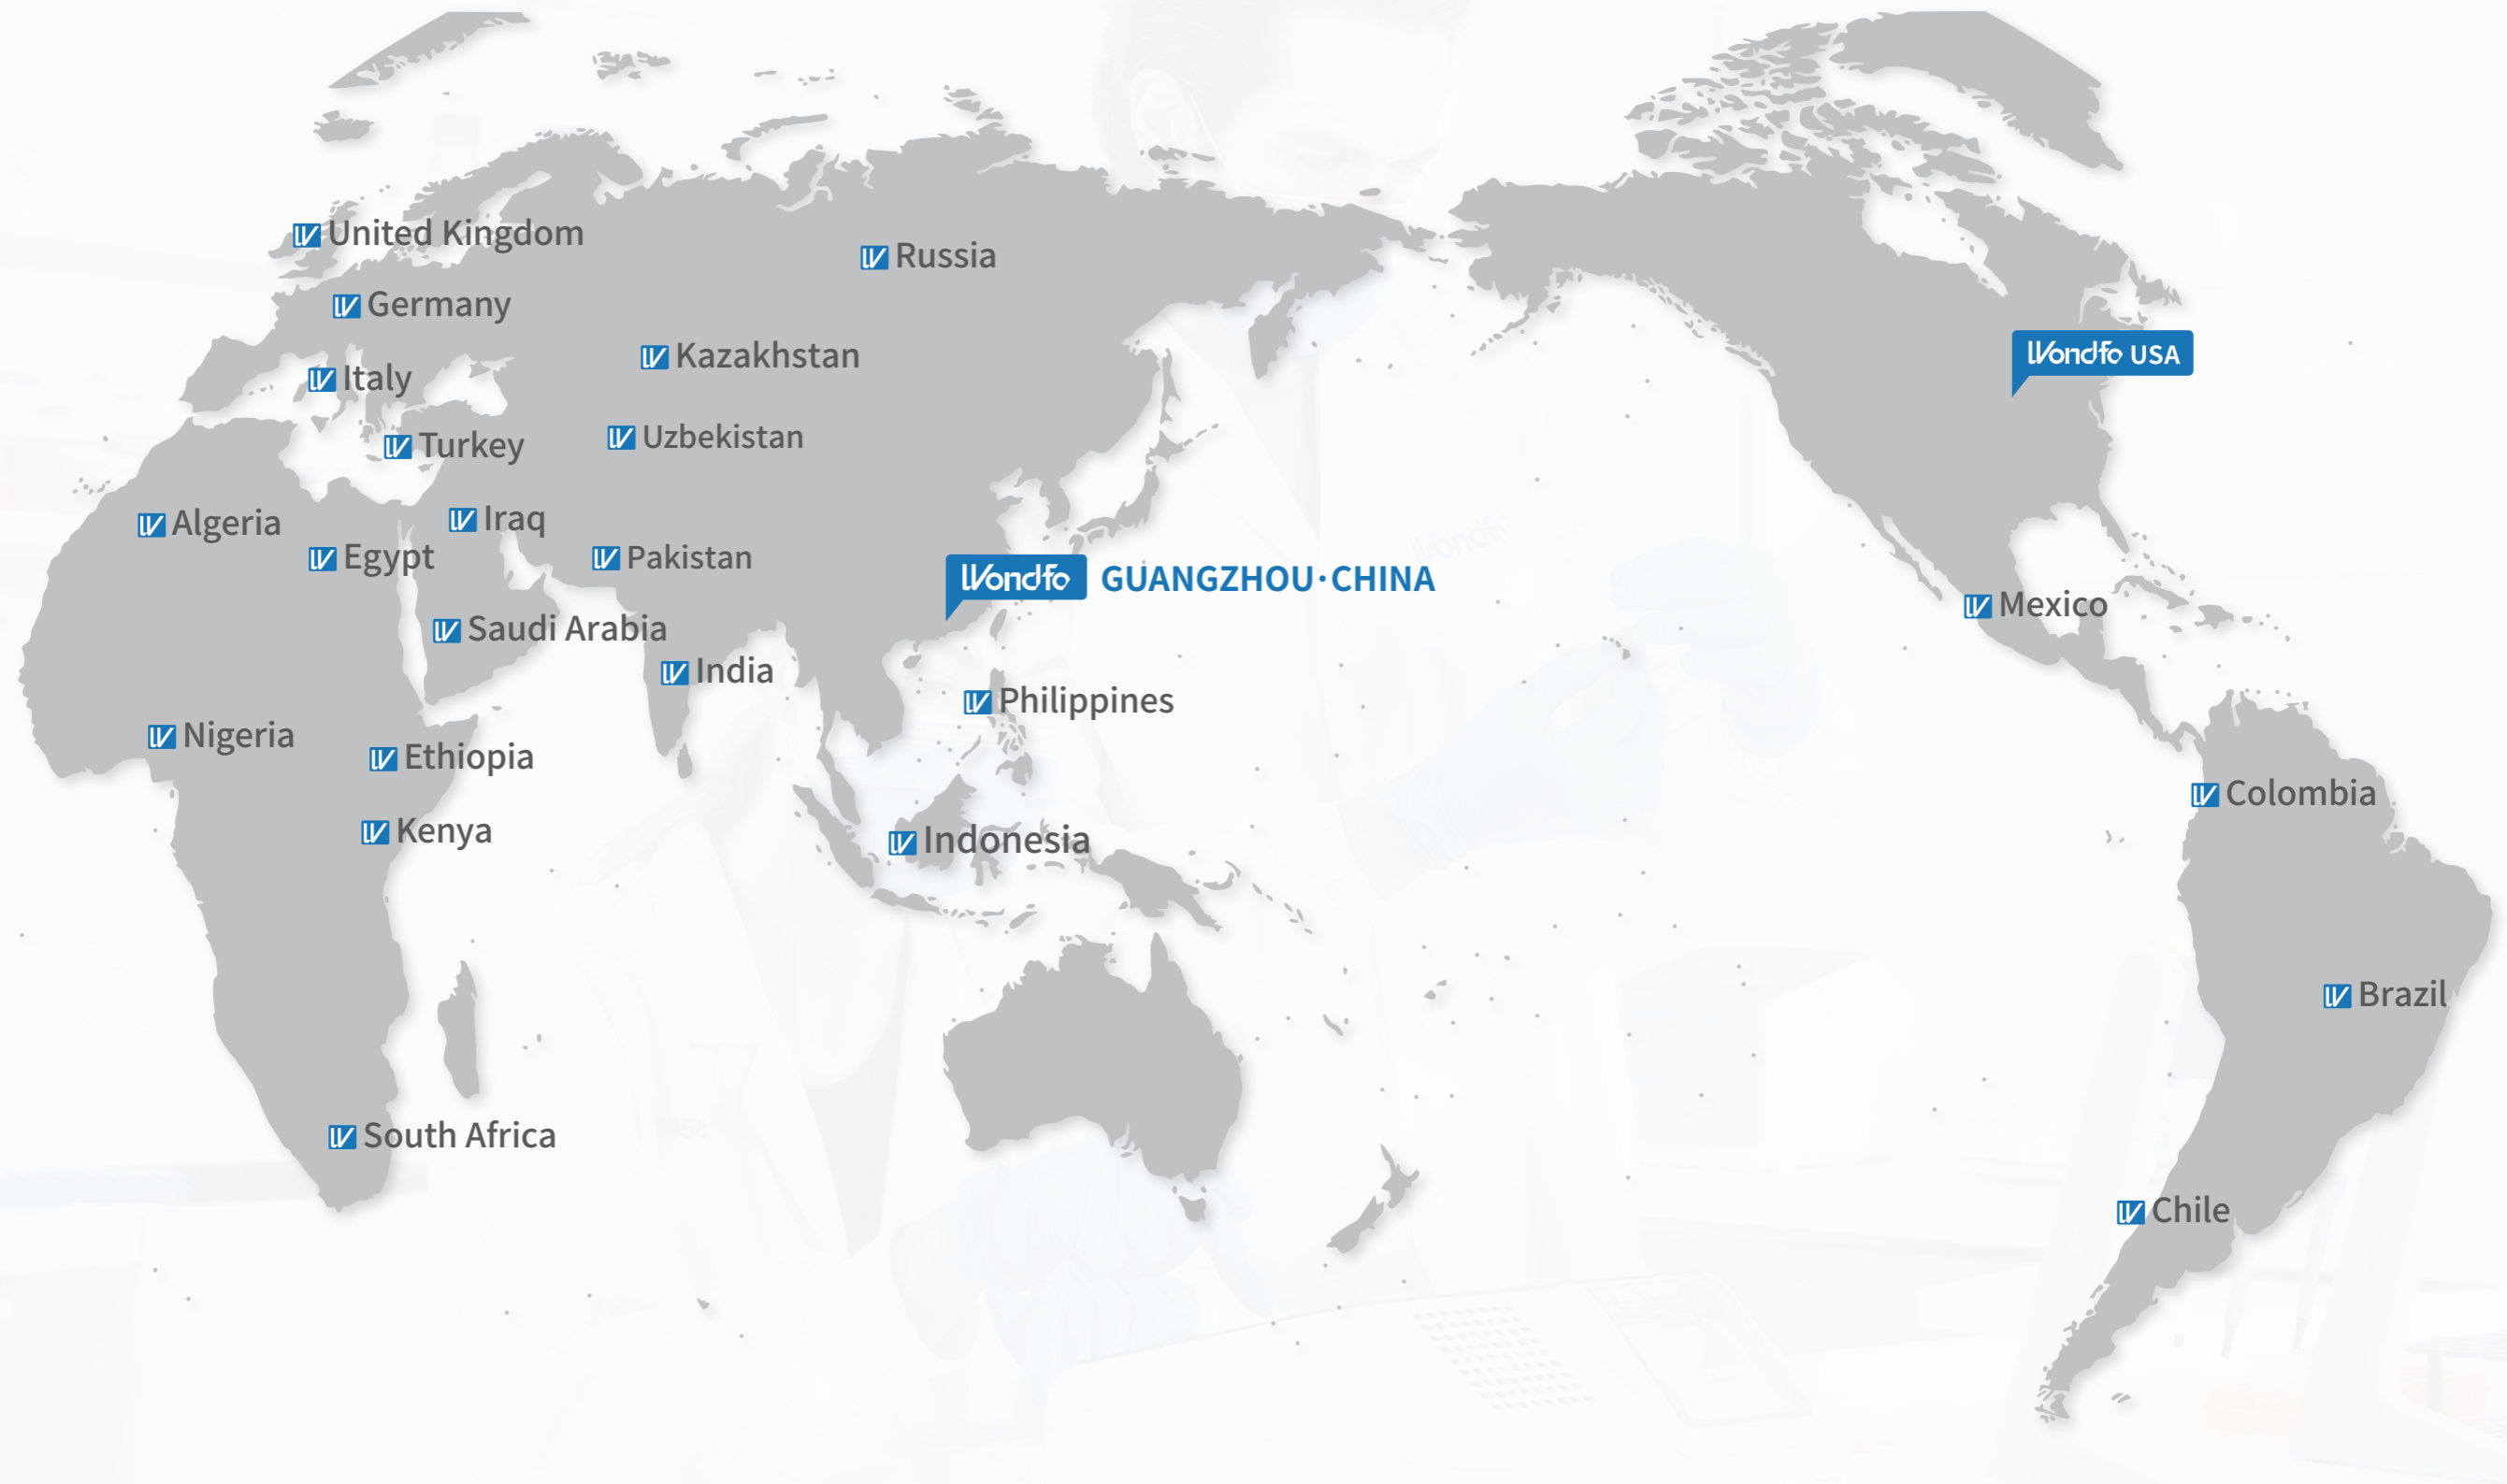 United Kingdom
Russia
Germany
Kazakhstan
Wondfo USA
Italy
Uzbekistan
Turkey
Algeria
Iraq
Egypt
Pakistan
Wondfo GUANGZHOU·CHINA
Mexico
Saudi Arabia
India
Philippines
Nigeria
Ethiopia
Colombia
Kenya
Indonesia
Brazil
South Africa
Chile
Wondfo